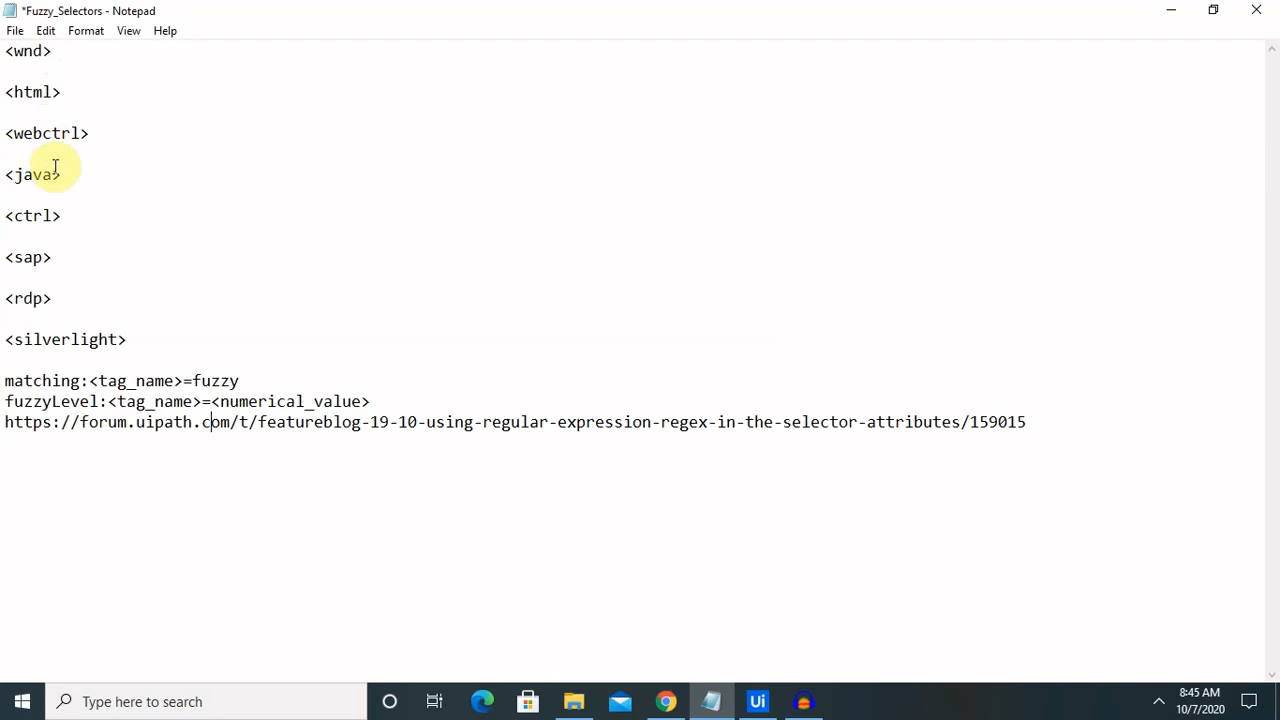 *Fuzzy_Selectors - Notepad
File Edit Format View Help
<wnd>
<html>
<webctrl>
<java>
<ctrl>
<sap>
<rdp>
<silverlight>
matching:<tag_name>=fuzzy
fuzzyLevel:<tag_name>=<numerical_value>
https://forum.uipath.com/t/featureblog-19-10-using-regular-expression-regex-in-the-selector-attributes/159015
Type here to search
Ui
8:45 AM
10/7/2020